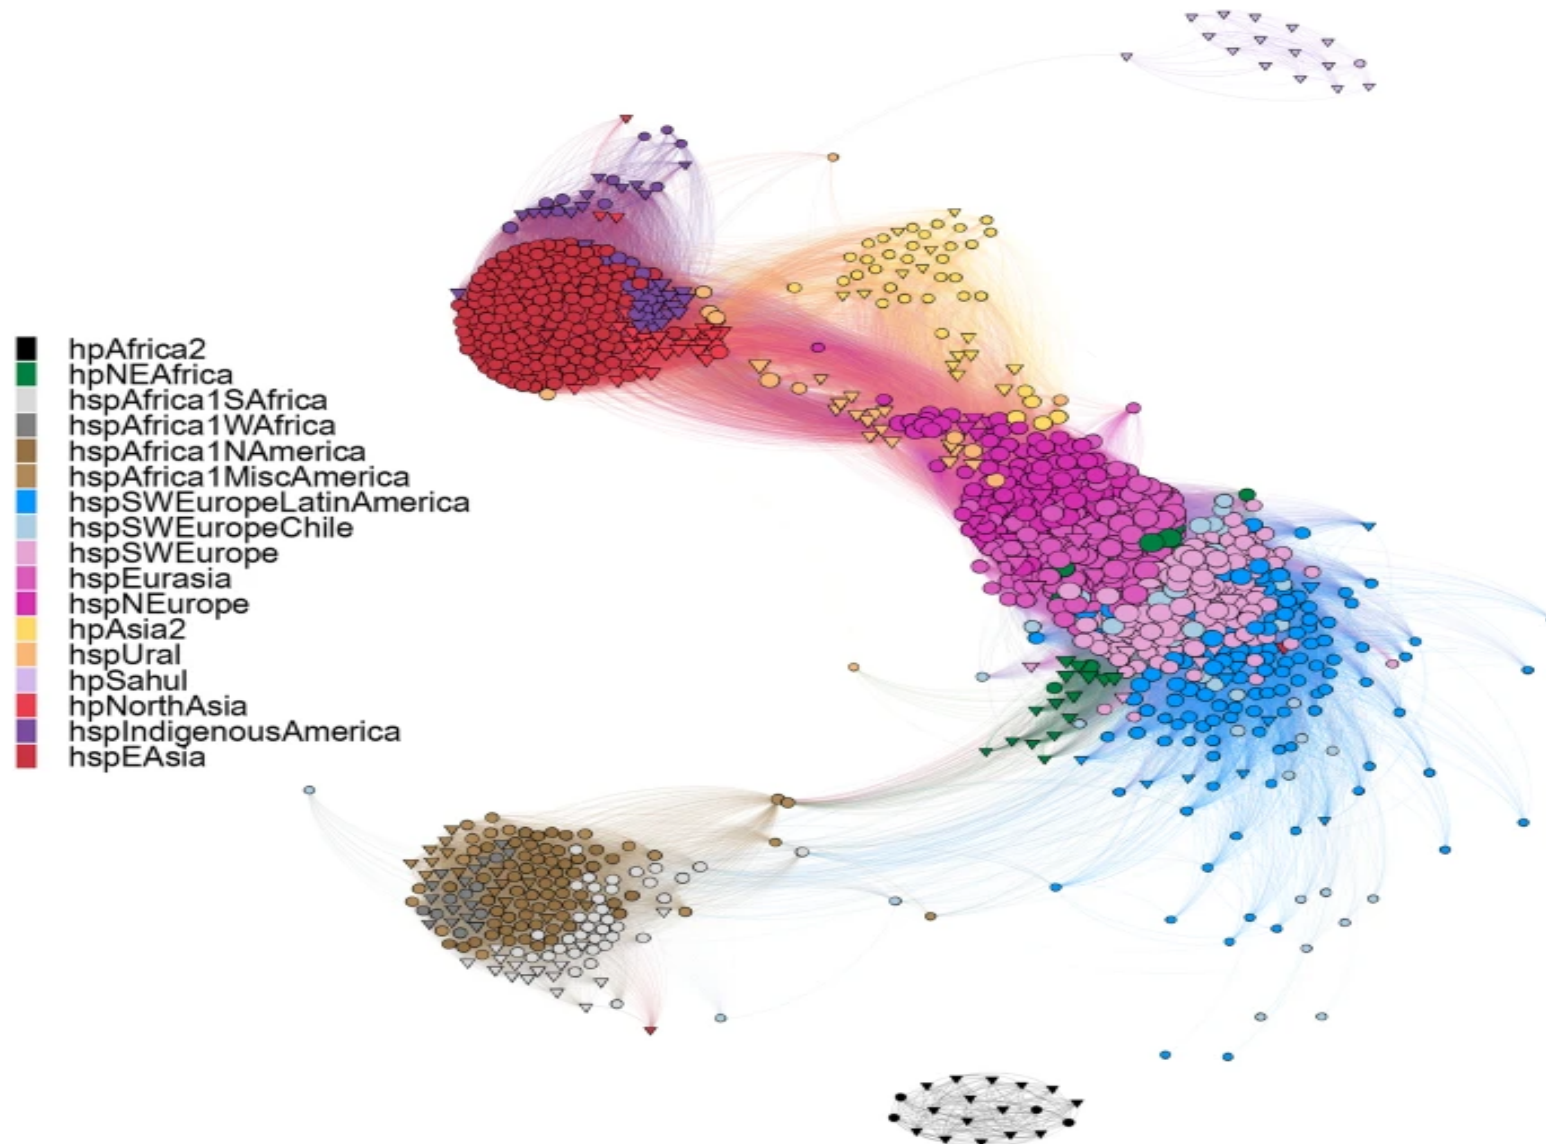 hpAfrica2
hpNEAfrica
hspAfrica1SAfrica
hspAfrica1WAfrica
hspAfrica1NAmerica
hspAfrica1MiscAmerica
hspSWEuropeLatinAmerica
hspSWEuropeChile
hspSWEurope
hspEurasia
hspNEurope
hpAsia2
hspUral
hpSahul
hpNorthAsia
hspIndigenousAmerica
hspEAsia